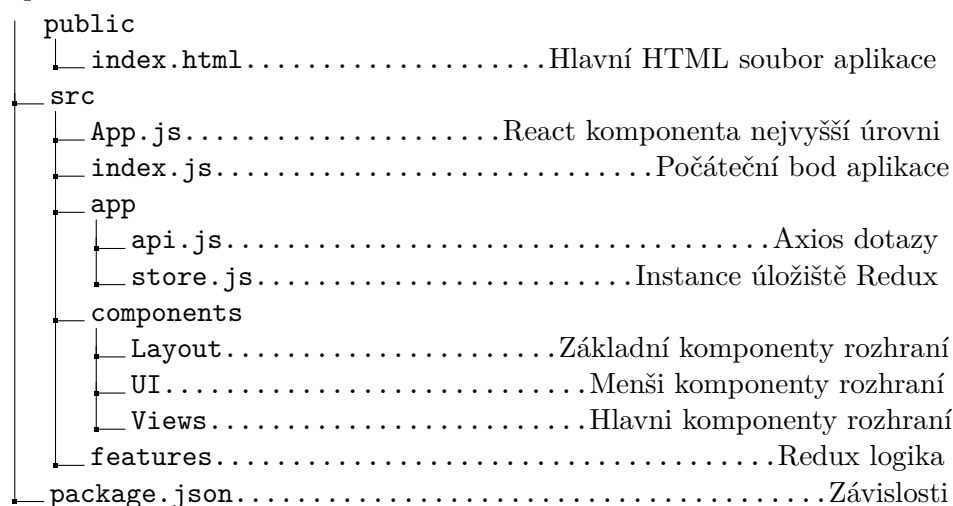 public
index.html.....................Hlavní HTML soubor aplikace
src
App.js......................React komponenta nejvyšší úrovni
index.js..............................Počáteční bod aplikace
app
api.js.....................................Axios dotazy
store.js...........................Instance úložiště Redux
components
Layout.......................Základní komponenty rozhraní
UI..............................Menši komponenty rozhraní
Views...........................Hlavni komponenty rozhraní
features......................................Redux logika
package.json.........................................Závislosti